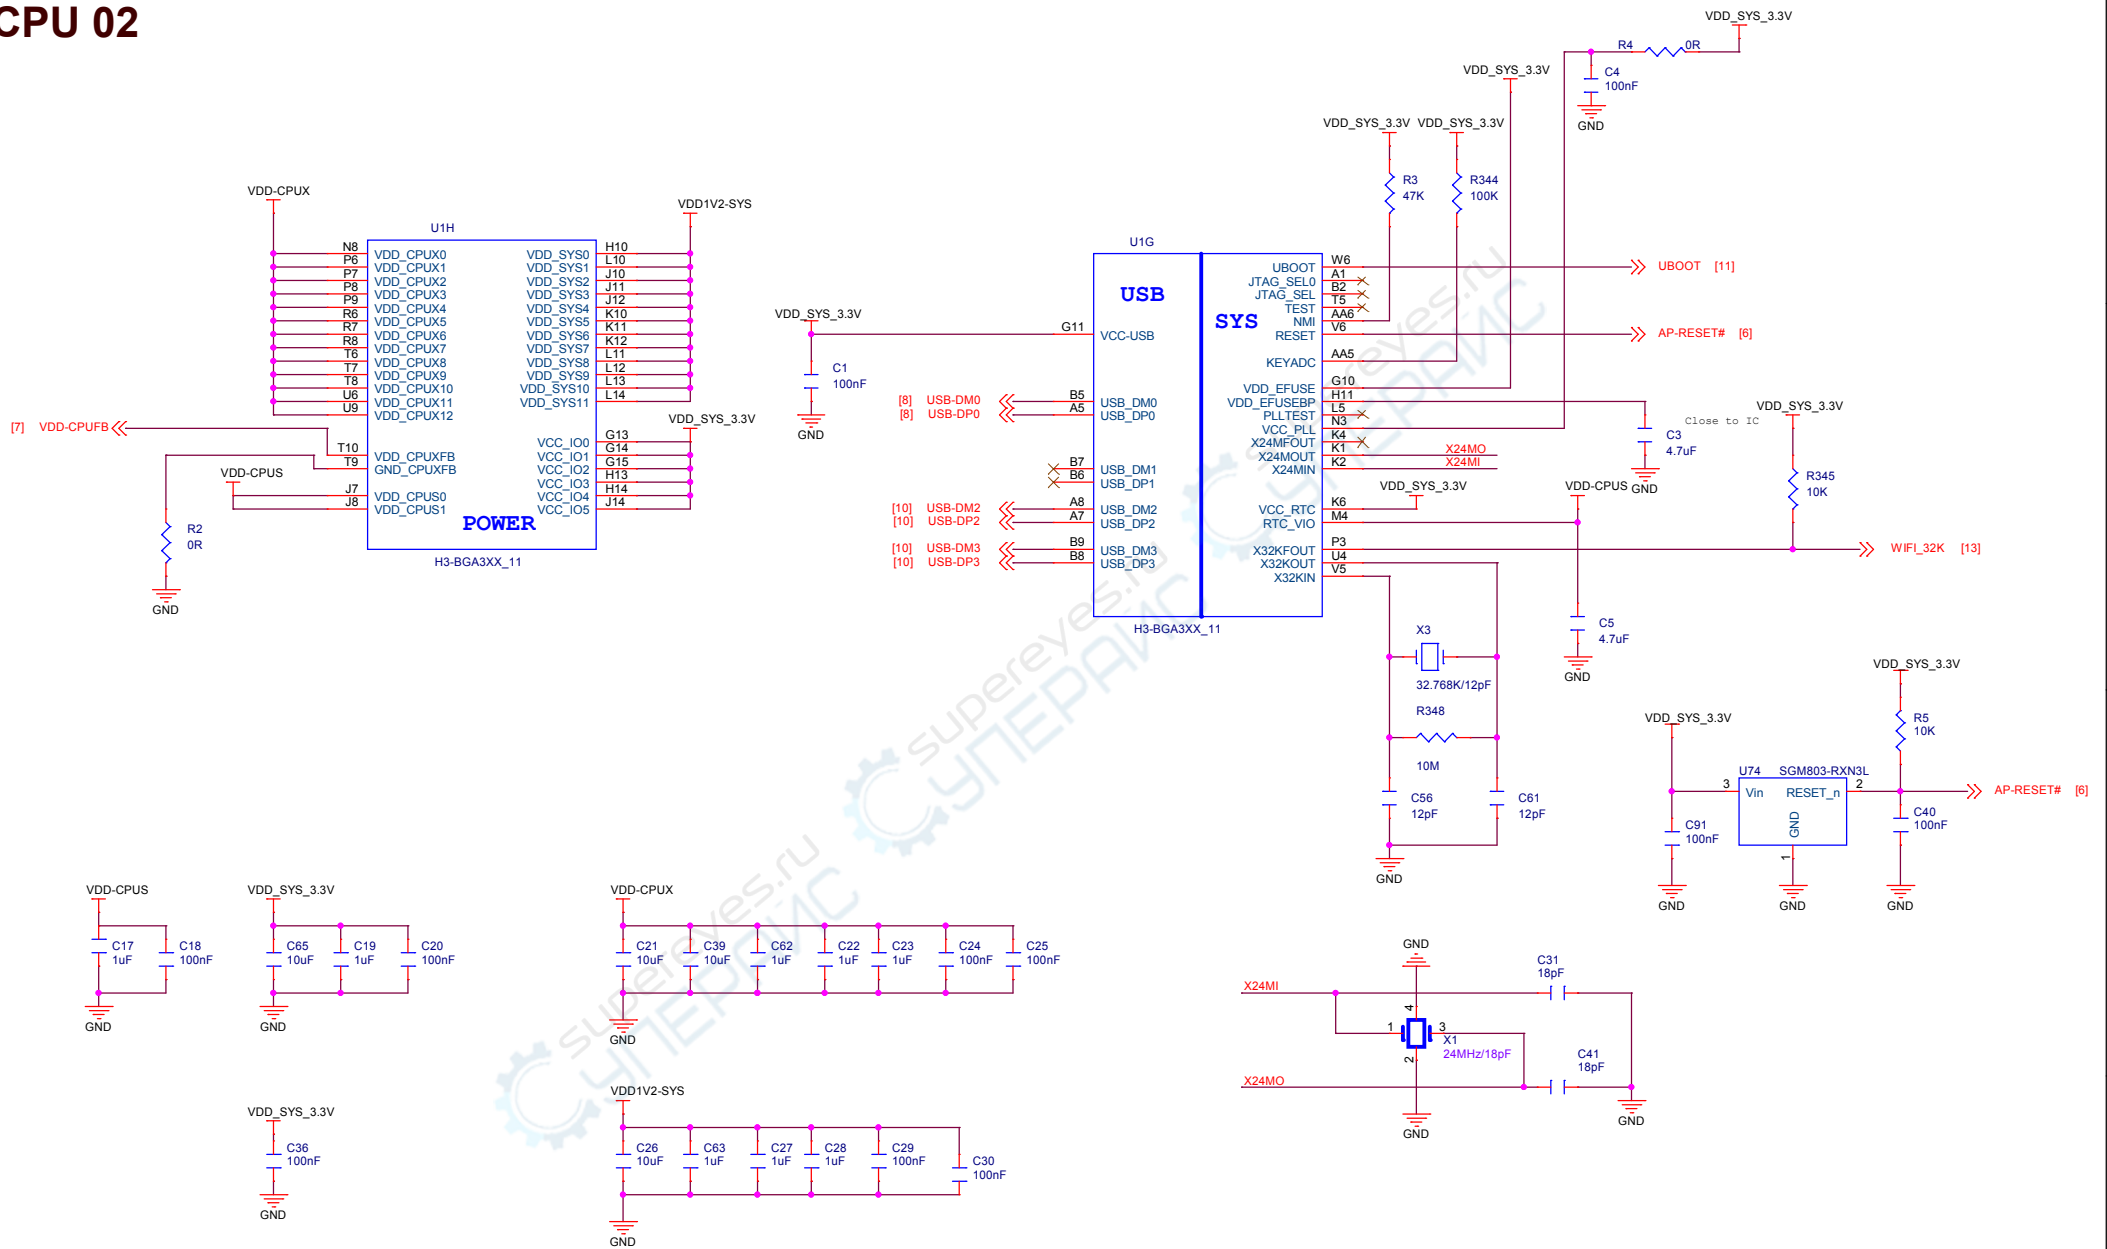 CPU 02
VDD_SYS_3.3V
R4
0R
C4
100nF
GND
VDD_SYS_3.3V
VDD_SYS_3.3V
VDD_SYS_3.3V
R3
47K
R344
100K
VDD-CPUX
VDD1V2-SYS
U1H
N8 VDD_CPUX0 VDD_SYS0 H10
P6 VDD_CPUX1 VDD_SYS1 L10
P7 VDD_CPUX2 VDD_SYS2 J10
P8 VDD_CPUX3 VDD_SYS3 J11
P9 VDD_CPUX4 VDD_SYS4 J12
R6 VDD_CPUX5 VDD_SYS5 K10
R7 VDD_CPUX6 VDD_SYS6 K11
R8 VDD_CPUX7 VDD_SYS7 K12
T6 VDD_CPUX8 VDD_SYS8 L11
T7 VDD_CPUX9 VDD_SYS9 L12
T8 VDD_CPUX10 VDD_SYS10 L13
U6 VDD_CPUX11 VDD_SYS11 L14
U9 VDD_CPUX12
VDD_SYS_3.3V
[7] VDD-CPUFB
VCC_IO0 G13
T10 VDD_CPUXFB VCC_IO1 G14
T9 GND_CPUXFB VCC_IO2 G15
VCC_IO3 H13
VDD-CPUS
J7 VDD_CPUS0 VCC_IO4 H14
J8 VDD_CPUS1 VCC_IO5 J14
POWER
H3-BGA3XX_11
R2
0R
GND
U1G
USB
SYS
VDD_SYS_3.3V
C1
100nF
GND
G11 VCC-USB
[8] USB-DM0 B5 USB_DM0
[8] USB-DP0 A5 USB_DP0
B7 USB_DM1
B6 USB_DP1
[10] USB-DM2 A8 USB_DM2
[10] USB-DP2 A7 USB_DP2
[10] USB-DM3 B9 USB_DM3
[10] USB-DP3 B8 USB_DP3
UBOOT W6 UBOOT [11]
JTAG_SEL0 A1
JTAG_SEL B2
TEST T5
NMI AA6
RESET V6 AP-RESET# [6]
KEYADC AA5
VDD_EFUSE G10
VDD_EFUSEBP H11
PLLTEST L5
VCC_PLL N3
X24MFOUT K4
X24MOUT K1 X24MO
X24MIN K2 X24MI
VCC_RTC K6 VDD_SYS_3.3V
RTC_VIO M4 VDD-CPUS
X32KFOUT P3 WIFI_32K [13]
X32KOUT U4
X32KIN V5
H3-BGA3XX_11
Close to IC
C3
4.7uF
GND
VDD_SYS_3.3V
R345
10K
C5
4.7uF
GND
X3
32.768K/12pF
R348
10M
C56
12pF
C61
12pF
GND
VDD_SYS_3.3V
R5
10K
VDD_SYS_3.3V
U74 SGM803-RXN3L
3 Vin RESET_n 2 AP-RESET# [6]
GND
1
C91
100nF
C40
100nF
GND GND GND
VDD-CPUS
C17
1uF
C18
100nF
GND
VDD_SYS_3.3V
C65
10uF
C19
1uF
C20
100nF
GND
VDD-CPUX
C21
10uF
C39
10uF
C62
1uF
C22
1uF
C23
1uF
C24
100nF
C25
100nF
GND
VDD_SYS_3.3V
C36
100nF
GND
VDD1V2-SYS
C26
10uF
C63
1uF
C27
1uF
C28
1uF
C29
100nF
C30
100nF
GND
GND
X24MI
C31
18pF
4
1 3
X1
24MHz/18pF
2
C41
18pF
X24MO
GND
GND
supereyes.ru
СУПЕРАЙС
supereyes.ru
СУПЕРАЙС
supereyes.ru
СУПЕРАЙС